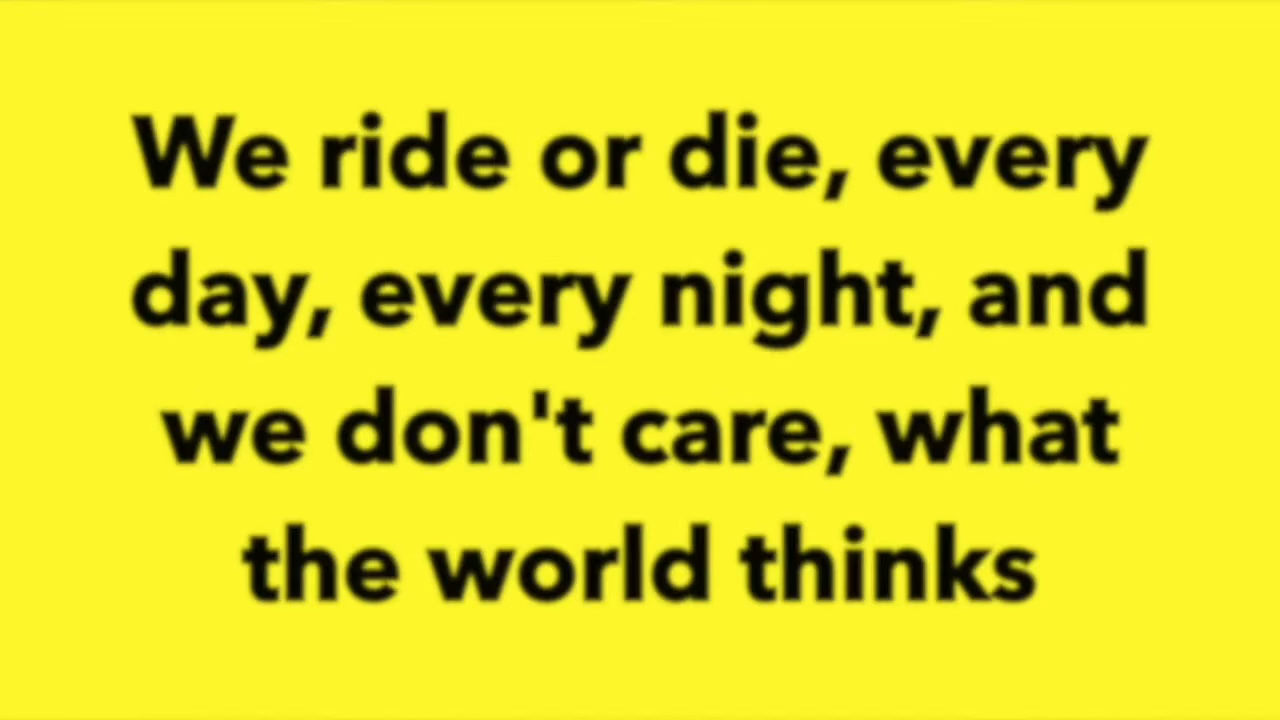 We ride or die, every
day, every night, and
we don't care, what
the world thinks